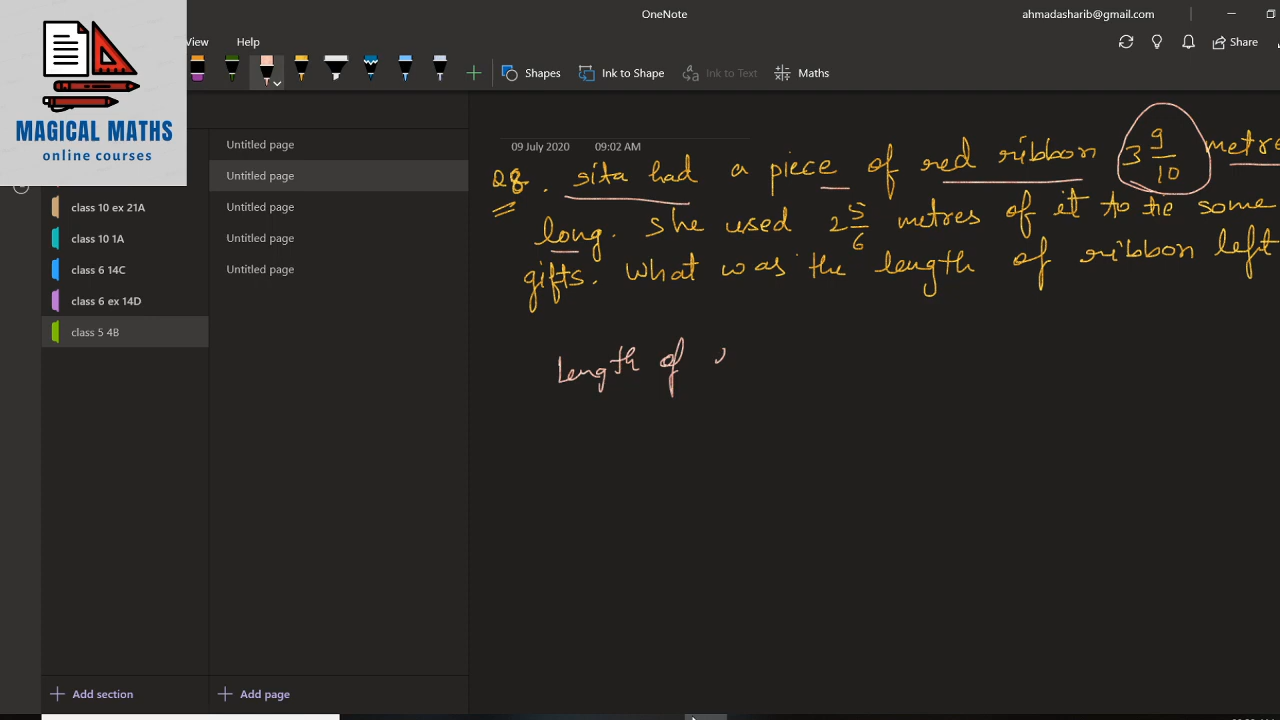 OneNote
ahmadasharib@gmail.com
View Help
Share
Shapes Ink to Shape Ink to Text Maths
MAGICAL MATHS
online courses
Untitled page
Untitled page
Untitled page
Untitled page
Untitled page
class 10 ex 21A
class 10 1A
class 6 14C
class 6 ex 14D
class 5 4B
Add section
Add page
09 July 2020 09:02 AM
Q8. Sita had a piece of red ribbon 3 9/10 metre
long. She used 2 5/6 metres of it to tie some
gifts. What was the length of ribbon left
Length of